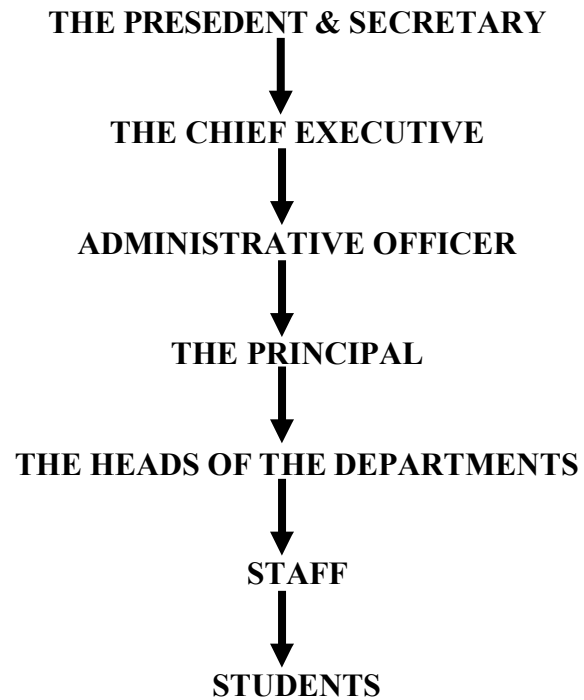 THE PRESEDENT & SECRETARY
THE CHIEF EXECUTIVE
ADMINISTRATIVE OFFICER
THE PRINCIPAL
THE HEADS OF THE DEPARTMENTS
STAFF
STUDENTS